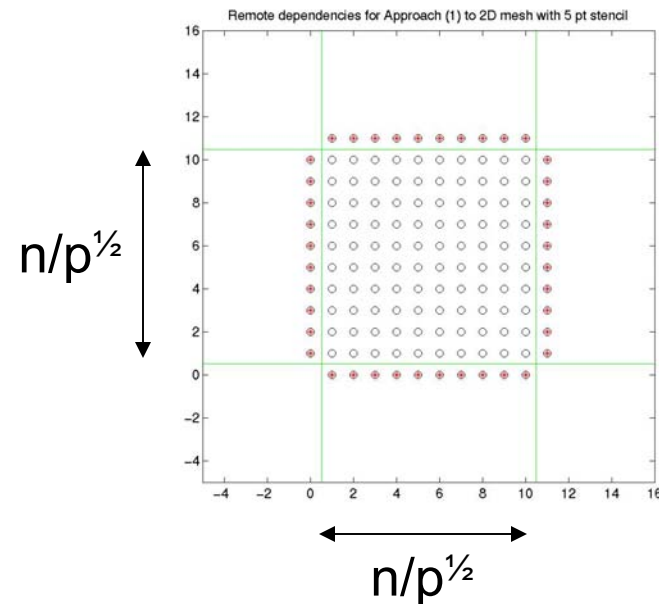 Remote dependencies for Approach (1) to 2D mesh with 5 pt stencil
16
14
12
10
8
6
4
2
0
−2
−4
n/p½
−4 −2 0 2 4 6 8 10 12 14 16
n/p½